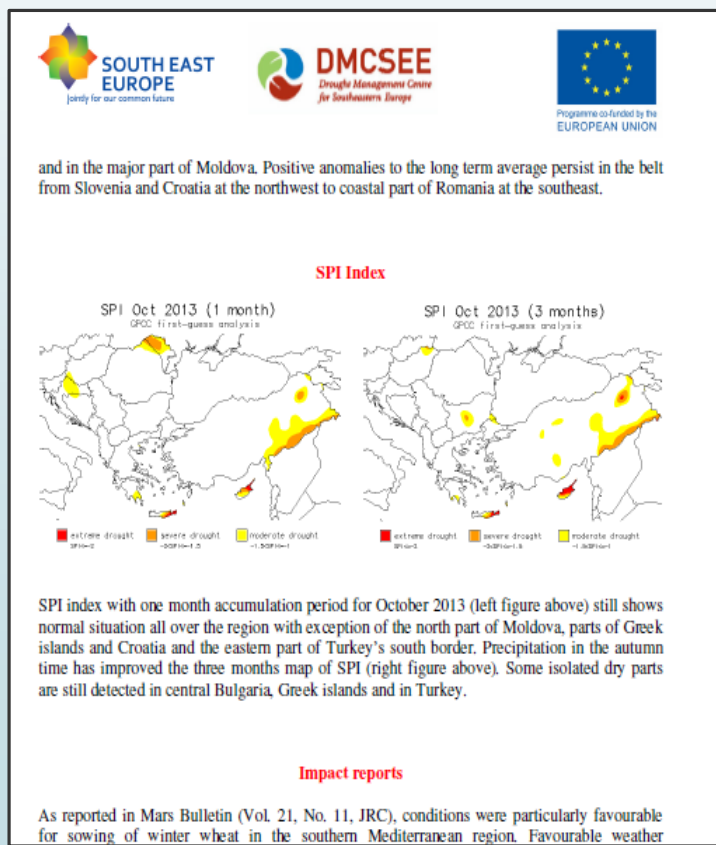 SOUTH EAST
EUROPE
Jointly for our common future
DMCSEE
Drought Management Centre
for Southeastern Europe
Programme co-funded by the
EUROPEAN UNION
and in the major part of Moldova. Positive anomalies to the long term average persist in the belt
from Slovenia and Croatia at the northwest to coastal part of Romania at the southeast.
SPI Index
SPI Oct 2013 (1 month)
GPCC first-guess analysis
SPI Oct 2013 (3 months)
GPCC first-guess analysis
extreme drought
severe drought
moderate drought
extreme drought
severe drought
moderate drought
SPI index with one month accumulation period for October 2013 (left figure above) still shows
normal situation all over the region with exception of the north part of Moldova, parts of Greek
islands and Croatia and the eastern part of Turkey's south border. Precipitation in the autumn
time has improved the three months map of SPI (right figure above). Some isolated dry parts
are still detected in central Bulgaria, Greek islands and in Turkey.
Impact reports
As reported in Mars Bulletin (Vol. 21, No. 11, JRC), conditions were particularly favourable
for sowing of winter wheat in the southern Mediterranean region. Favourable weather